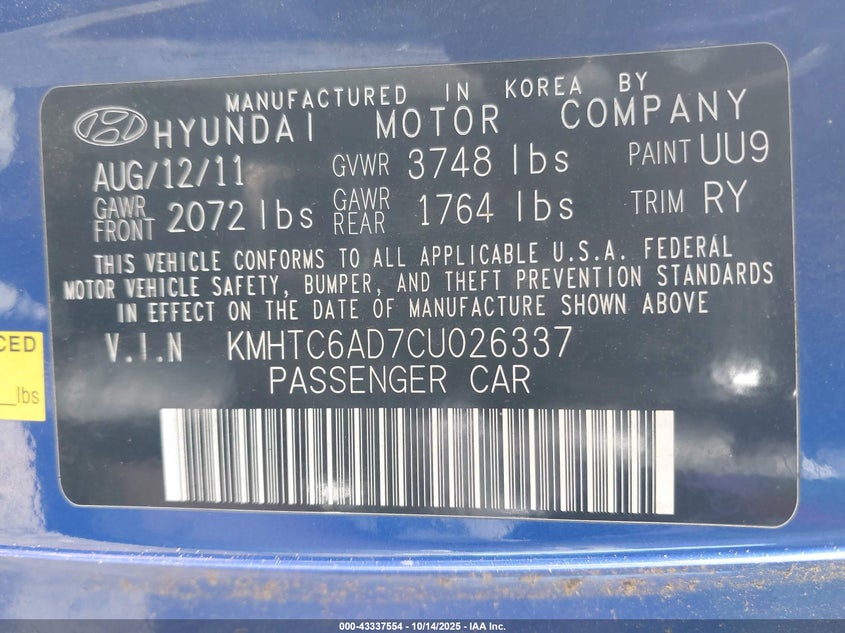 MANUFACTURED IN KOREA BY
HYUNDAI MOTOR COMPANY
AUG/12/11 GVWR 3748 lbs PAINT UU9
GAWR FRONT 2072 lbs GAWR REAR 1764 lbs TRIM RY
THIS VEHICLE CONFORMS TO ALL APPLICABLE U.S.A. FEDERAL
MOTOR VEHICLE SAFETY, BUMPER, AND THEFT PREVENTION STANDARDS
IN EFFECT ON THE DATE OF MANUFACTURE SHOWN ABOVE
V.I.N KMHTC6AD7CU026337
PASSENGER CAR
CED
lbs
000-43337554 - 10/14/2025 - IAA Inc.